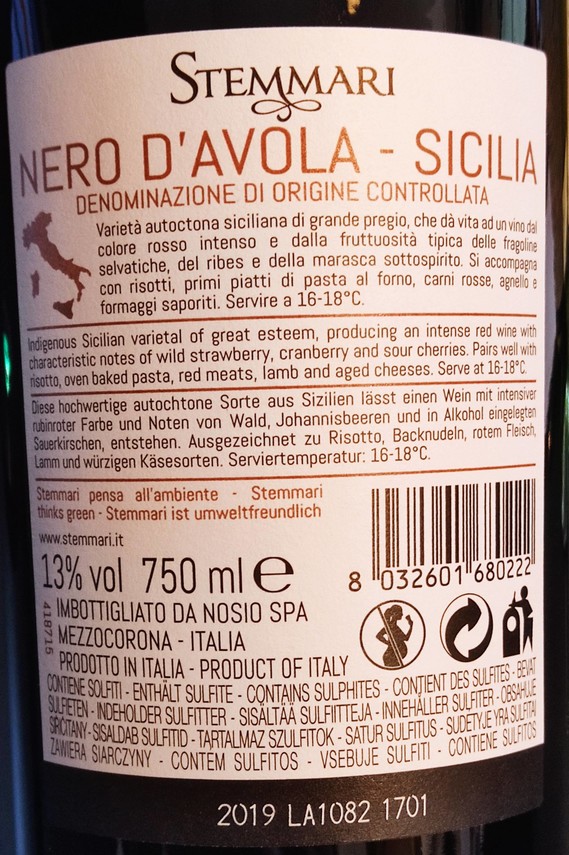 STEMMARI
NERO D'AVOLA - SICILIA
DENOMINAZIONE DI ORIGINE CONTROLLATA
Varietà autoctona siciliana di grande pregio, che dà vita ad un vino dal
colore rosso intenso e dalla fruttuosità tipica delle fragoline
selvatiche, del ribes e della marasca sottospirito. Si accompagna
con risotti, primi piatti di pasta al forno, carni rosse, agnello e
formaggi saporiti. Servire a 16-18°C.
Indigenous Sicilian varietal of great esteem, producing an intense red wine with
characteristic notes of wild strawberry, cranberry and sour cherries. Pairs well with
risotto, oven baked pasta, red meats, lamb and aged cheeses. Serve at 16-18°C.
Diese hochwertige autochtone Sorte aus Sizilien lässt einen Wein mit intensiver
rubinroter Farbe und Noten von Wald, Johannisbeeren und in Alkohol eingelegten
Sauerkirschen, entstehen. Ausgezeichnet zu Risotto, Backnudeln, rotem Fleisch,
Lamm und würzigen Käsesorten. Serviertemperatur: 16-18°C.
Stemmari pensa all'ambiente - Stemmari
thinks green - Stemmari ist umweltfreundlich
www.stemmari.it
13% vol 750 ml e
8 032601 680222
418715
IMBOTTIGLIATO DA NOSIO SPA
MEZZOCORONA - ITALIA
PRODOTTO IN ITALIA - PRODUCT OF ITALY
CONTIENE SOLFITI - ENTHÄLT SULFITE - CONTAINS SULPHITES - CONTIENT DES SULFITES - BEVAT
SULFIETEN - INDEHOLDER SULFITTER - SISÄLTÄÄ SULFIITTEJA - INNEHÅLLER SULFITER - OBSAHUJE
SIŘIČITANY - SISALDAB SULFITID - TARTALMAZ SZULFITOK - SATUR SULFITUS - SUDETYJE YRA SULFITAI
ZAWIERA SIARCZYNY - CONTEM SULFITOS - VSEBUJE SULFITI - CONTIENE SULFITOS
2019 LA1082 1701